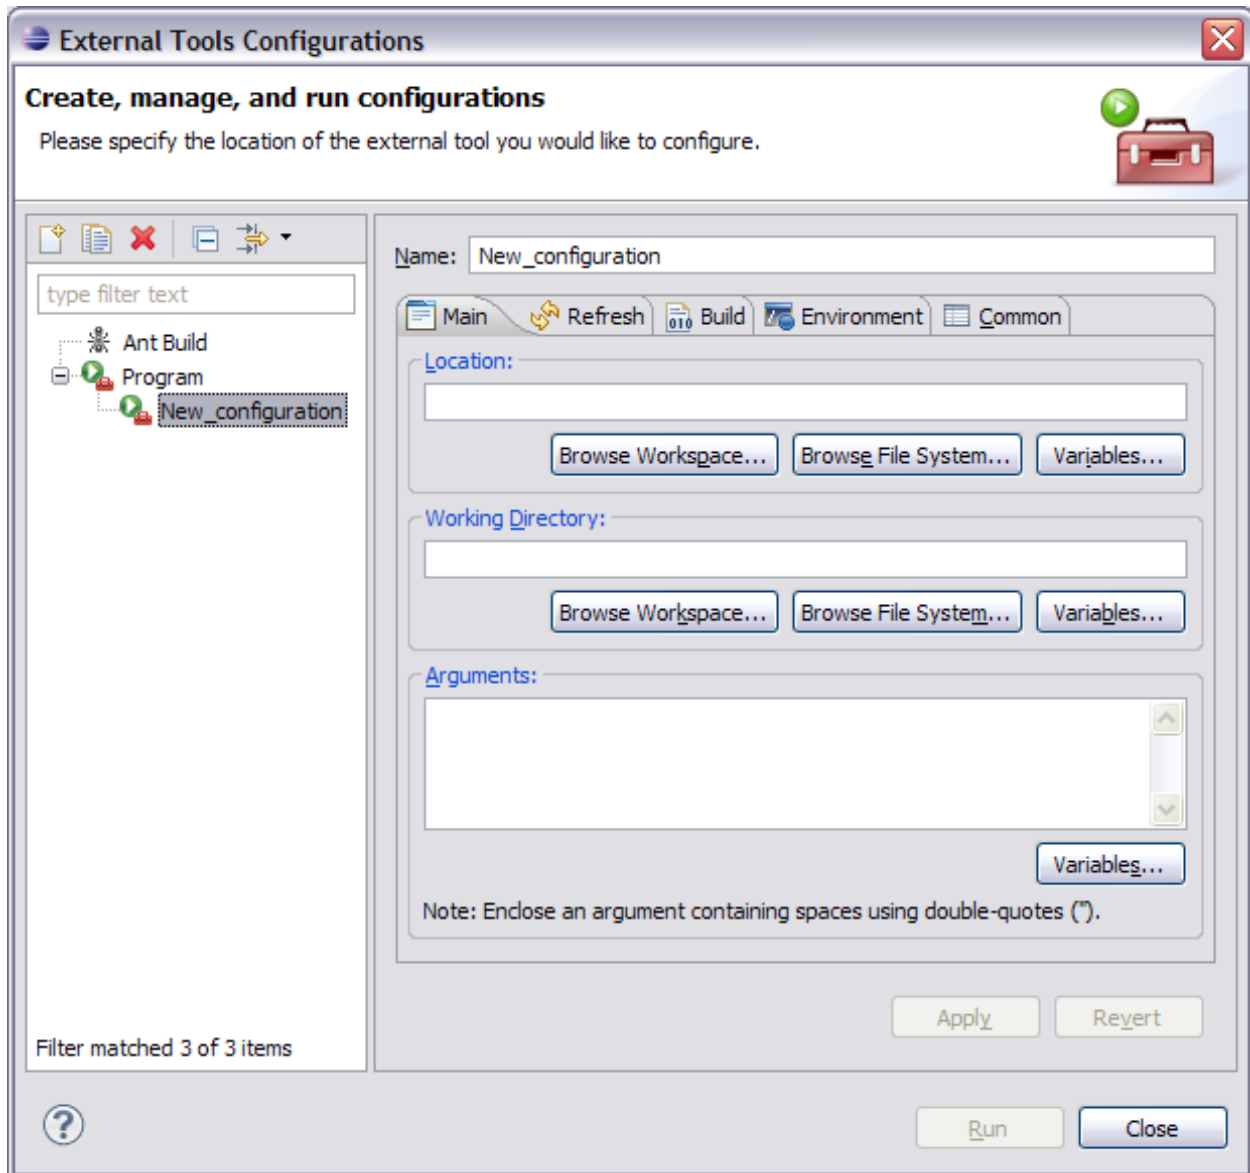 External Tools Configurations
Create, manage, and run configurations
Please specify the location of the external tool you would like to configure.
type filter text
Ant Build
Program
New_configuration
Filter matched 3 of 3 items
Name: New_configuration
Main Refresh 010 Build Environment Common
Location:
Browse Workspace... Browse File System... Variables...
Working Directory:
Browse Workspace... Browse File System... Variables...
Arguments:
Variables...
Note: Enclose an argument containing spaces using double-quotes (").
Apply Revert
? Run Close